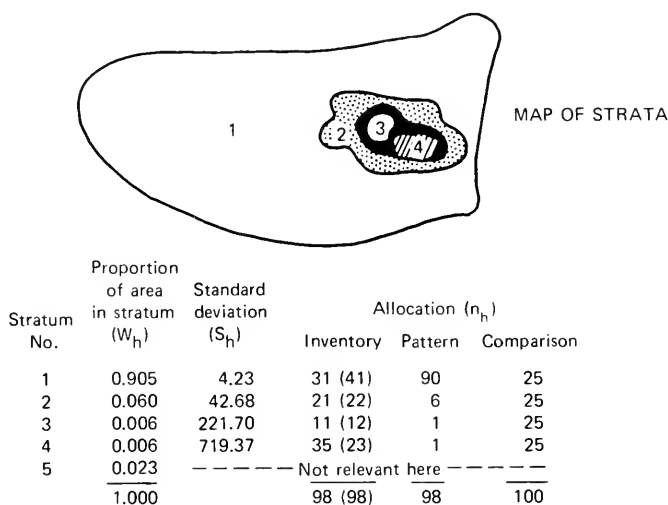 MAP OF STRATA
1
2
3
4
Stratum No. Proportion of area in stratum (W_h) Standard deviation (S_h) Allocation (n_h)
Inventory Pattern Comparison
1 0.905 4.23 31 (41) 90 25
2 0.060 42.68 21 (22) 6 25
3 0.006 221.70 11 (12) 1 25
4 0.006 719.37 35 (23) 1 25
5 0.023 — — — — — Not relevant here — — — — —
1.000 98 (98) 98 100